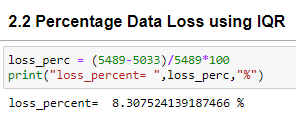 2.2 Percentage Data Loss using IQR
loss_perc = (5489-5033)/5489*100
print("loss_percent= ",loss_perc,"%")
loss_percent=  8.307524139187466 %